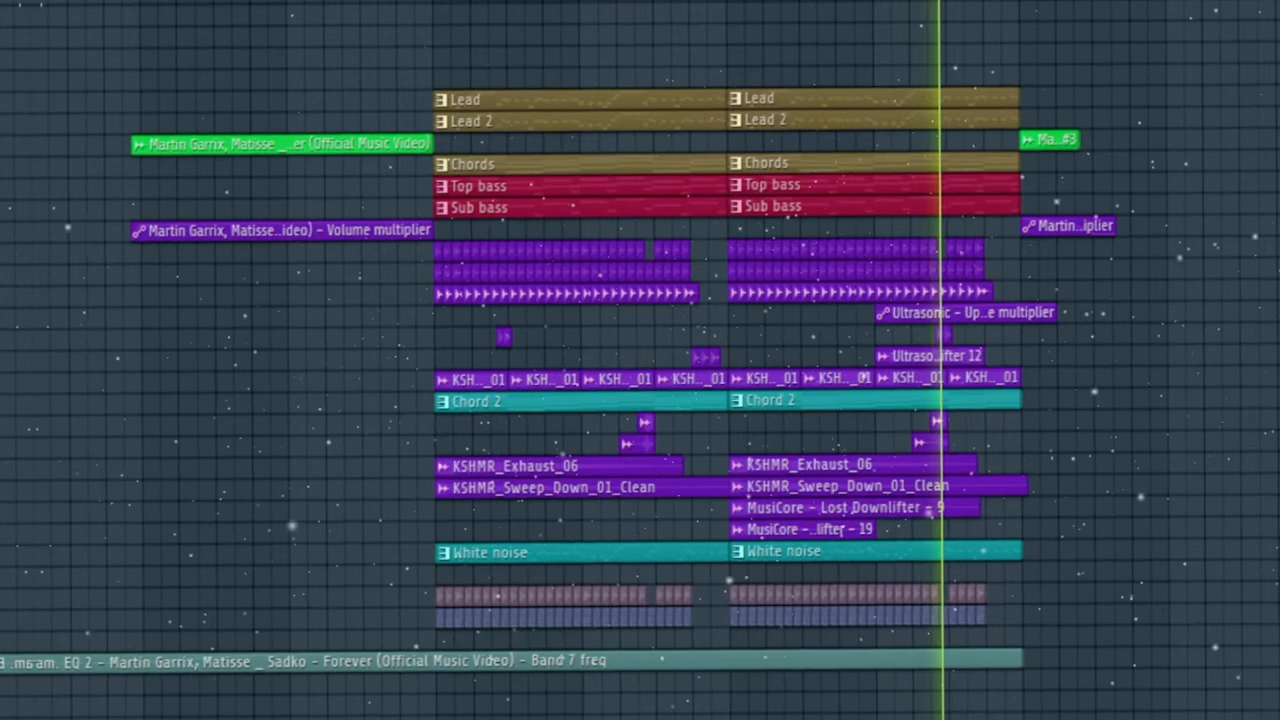 Lead Lead
Lead 2 Lead 2
Martin Garrix, Matisse _ ..er (Official Music Video) Ma..#3
Chords Chords
Top bass Top bass
Sub bass Sub bass
Martin Garrix, Matisse..ideo) - Volume multiplier Martin..iplier
Ultrasonic - Up..e multiplier
Ultraso..ifter 12
KSH.._01 KSH.._01 KSH.._01 KSH.._01 KSH.._01 KSH.._01 KSH.._01 KSH.._01
Chord 2 Chord 2
KSHMR_Exhaust_06 KSHMR_Exhaust_06
KSHMR_Sweep_Down_01_Clean KSHMR_Sweep_Down_01_Clean
MusiCore - Lost Downlifter - 9
MusiCore -..lifter - 19
White noise White noise
EQ 2 - Martin Garrix, Matisse _ Sadko - Forever (Official Music Video) - Band 7 freq